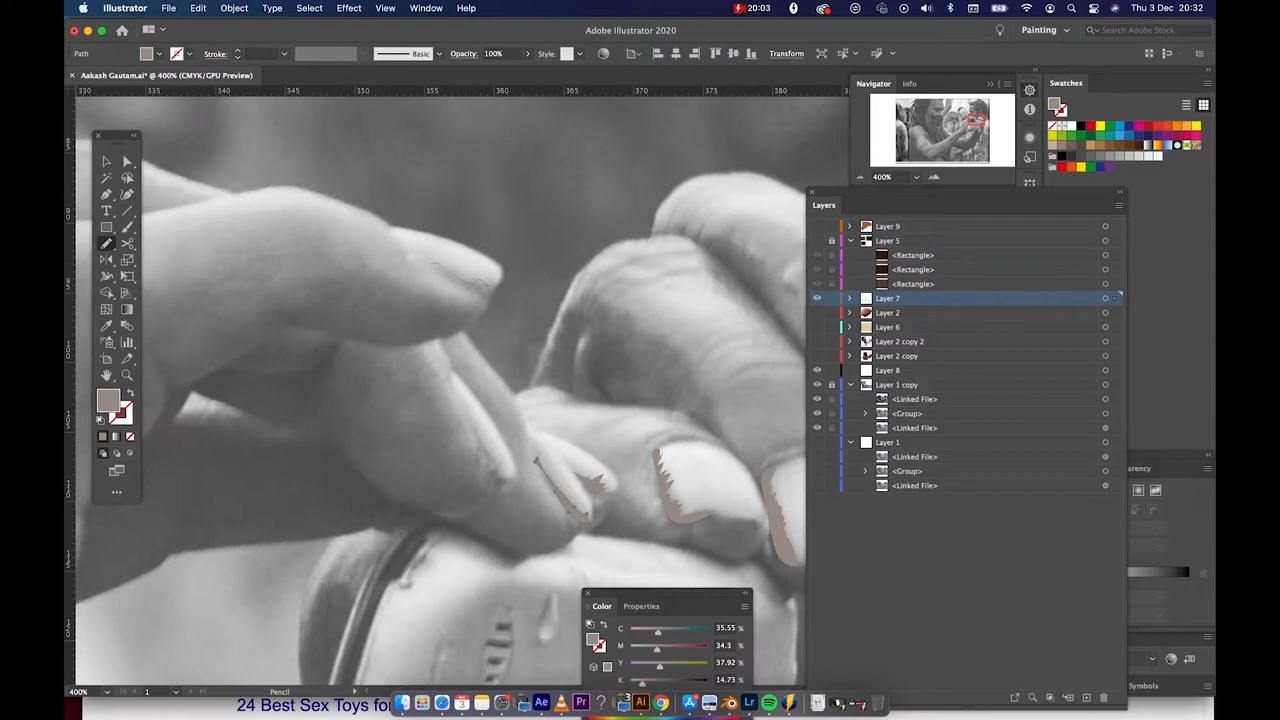 Illustrator File Edit Object Type Select Effect View Window Help 20:03 Thu 3 Dec 20:32
Adobe Illustrator 2020 Painting Search Adobe Stock
Path Stroke: Basic Opacity: 100% Style: Transform
Aakash Gautam.ai* @ 400% (CMYK/GPU Preview)
330 335 340 345 350 355 360 365 370 375 380
Navigator Info
Swatches
400%
Layers
Layer 9
Layer 5
<Rectangle>
<Rectangle>
<Rectangle>
Layer 7
Layer 2
Layer 6
Layer 2 copy 2
Layer 2 copy
Layer 8
Layer 1 copy
<Linked File>
<Group>
<Linked File>
Layer 1
<Linked File>
<Group>
<Linked File>
arency
Color Properties
C 35.55 %
M 34.3 %
Y 37.92 %
K 14.73 %
Symbols
400% 1 Pencil
24 Best Sex Toys for